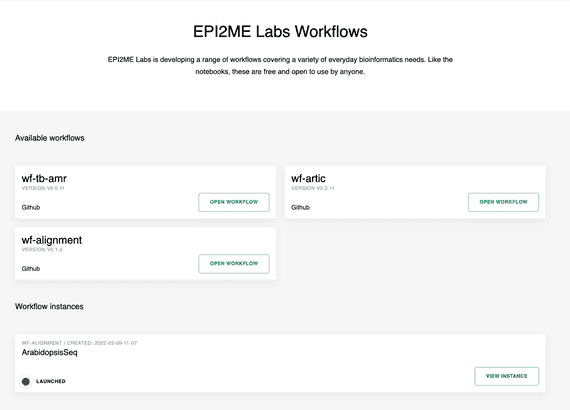 EPI2ME Labs Workflows
EPI2ME Labs is developing a range of workflows covering a variety of everyday bioinformatics needs. Like the
notebooks, these are free and open to use by anyone.
Available workflows
wf-tb-amr
VERSION V0.0.11
Github
OPEN WORKFLOW
wf-artic
VERSION V0.3.11
Github
OPEN WORKFLOW
wf-alignment
VERSION V0.1.0
Github
OPEN WORKFLOW
Workflow instances
WF-ALIGNMENT | CREATED: 2022-02-09-11-07
ArabidopsisSeq
LAUNCHED
VIEW INSTANCE